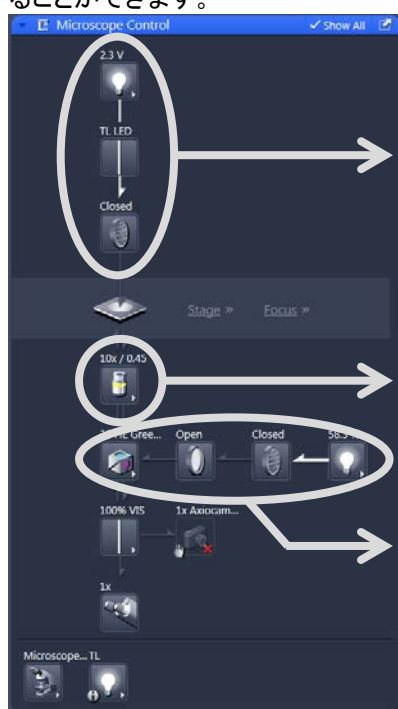 ることができます。
Microscope Control
Show All
2.3 V
TL LED
Closed
Stage »
Focus »
10x / 0.45
Gree...
Open
Closed
100% VIS
1x Axiocam...
1x
Microscope...
TL